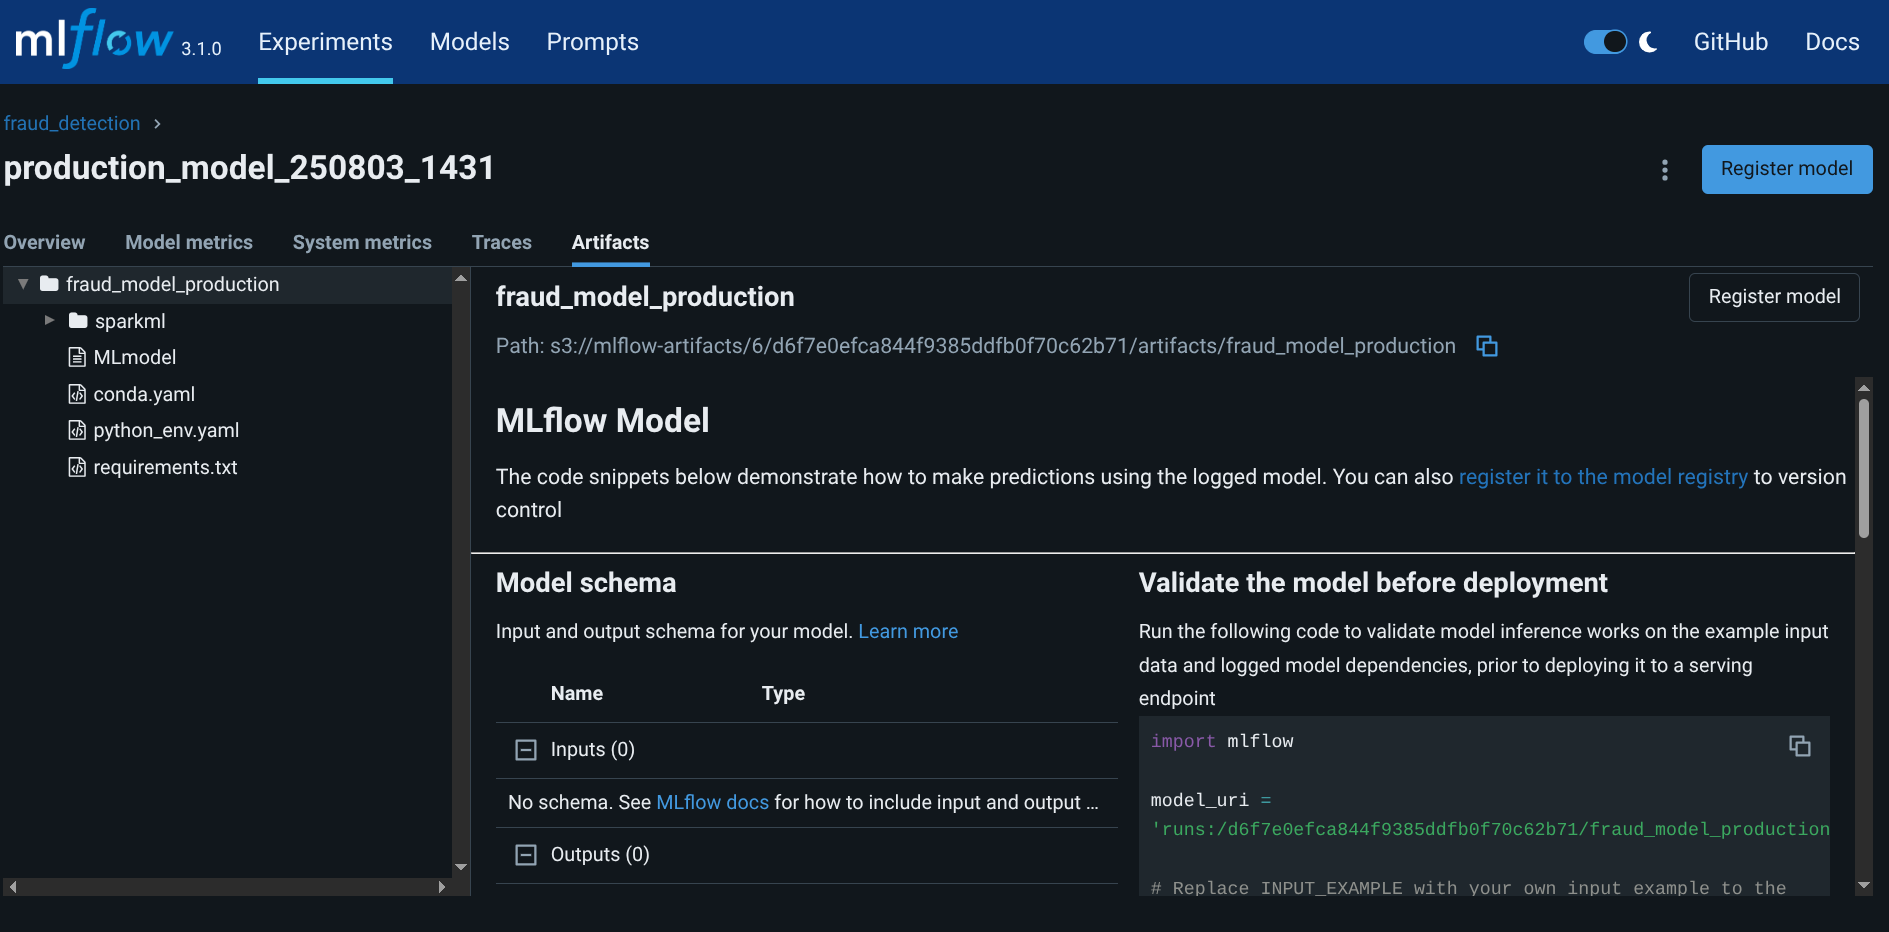 mlflow 3.1.0 Experiments Models Prompts GitHub Docs
fraud_detection
production_model_250803_1431
Register model
Overview Model metrics System metrics Traces Artifacts
fraud_model_production
sparkml
MLmodel
conda.yaml
python_env.yaml
requirements.txt
fraud_model_production
Register model
Path: s3://mlflow-artifacts/6/d6f7e0efca844f9385ddfb0f70c62b71/artifacts/fraud_model_production
MLflow Model
The code snippets below demonstrate how to make predictions using the logged model. You can also register it to the model registry to version
control
Model schema
Input and output schema for your model. Learn more
Name Type
Inputs (0)
No schema. See MLflow docs for how to include input and output ...
Outputs (0)
Validate the model before deployment
Run the following code to validate model inference works on the example input
data and logged model dependencies, prior to deploying it to a serving
endpoint
import mlflow
model_uri =
'runs:/d6f7e0efca844f9385ddfb0f70c62b71/fraud_model_production
# Replace INPUT_EXAMPLE with your own input example to the